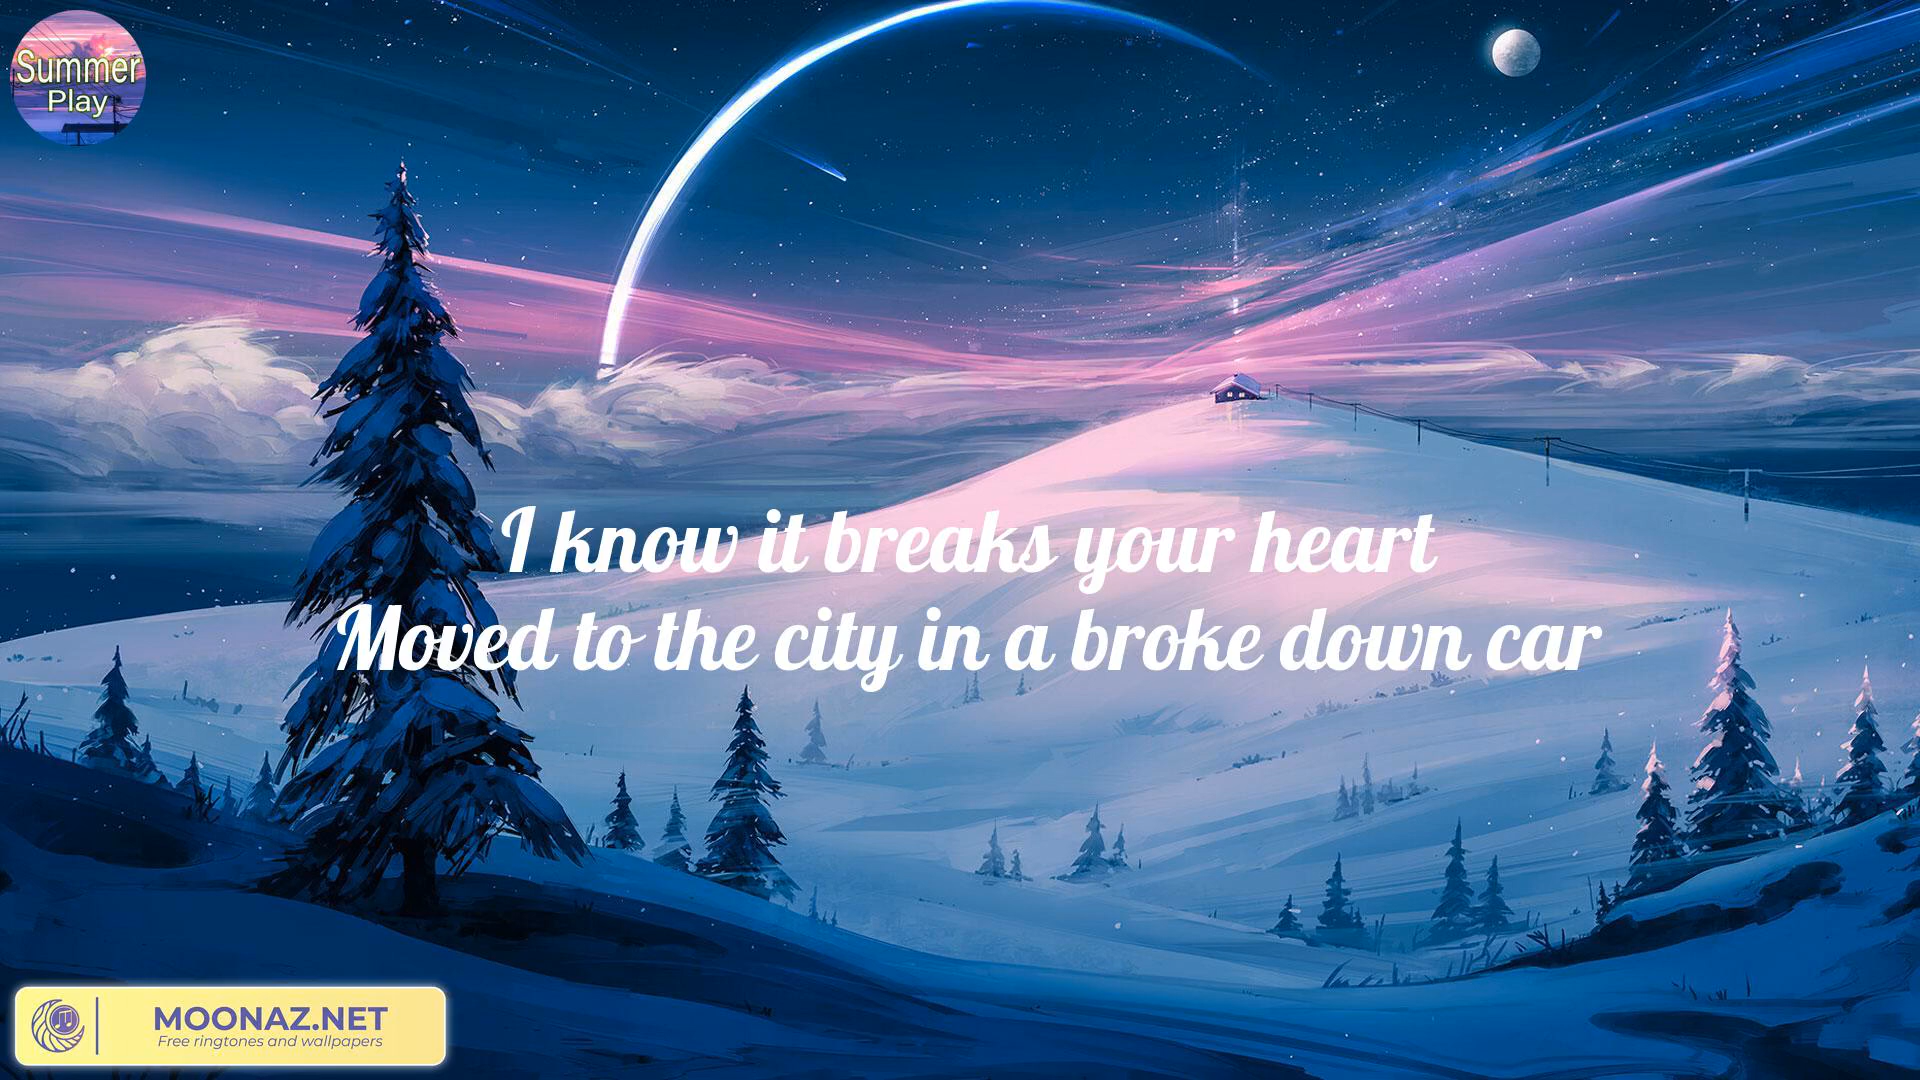 Summer
Play
I know it breaks your heart
Moved to the city in a broke down car
MOONAZ.NET
Free ringtones and wallpapers